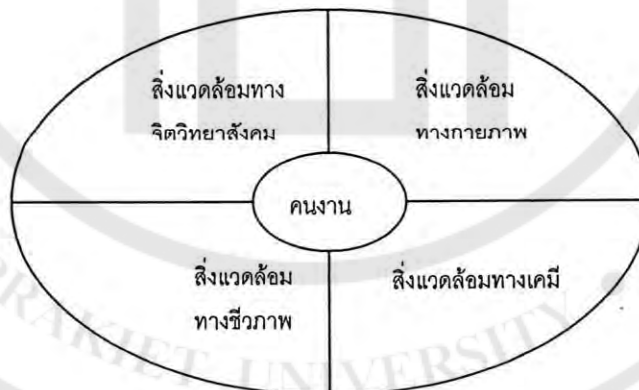 สิ่งแวดล้อมทาง
จิตวิทยาสังคม
สิ่งแวดล้อม
ทางกายภาพ
คนงาน
สิ่งแวดล้อม
ทางชีวภาพ
สิ่งแวดล้อมทางเคมี
PRAKIET UNIVERSITY